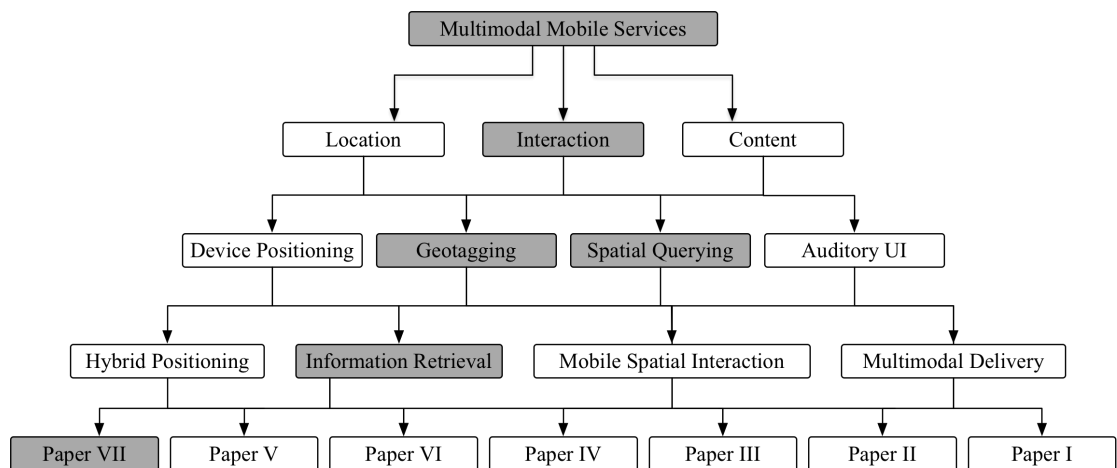 Multimodal Mobile Services
Location Interaction Content
Device Positioning Geotagging Spatial Querying Auditory UI
Hybrid Positioning Information Retrieval Mobile Spatial Interaction Multimodal Delivery
Paper VII Paper V Paper VI Paper IV Paper III Paper II Paper I